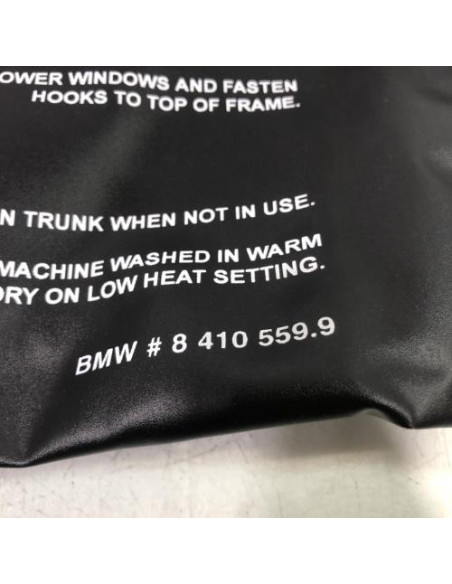 OWER WINDOWS AND FASTEN
HOOKS TO TOP OF FRAME.
N TRUNK WHEN NOT IN USE.
MACHINE WASHED IN WARM
DRY ON LOW HEAT SETTING.
BMW # 8 410 559.9